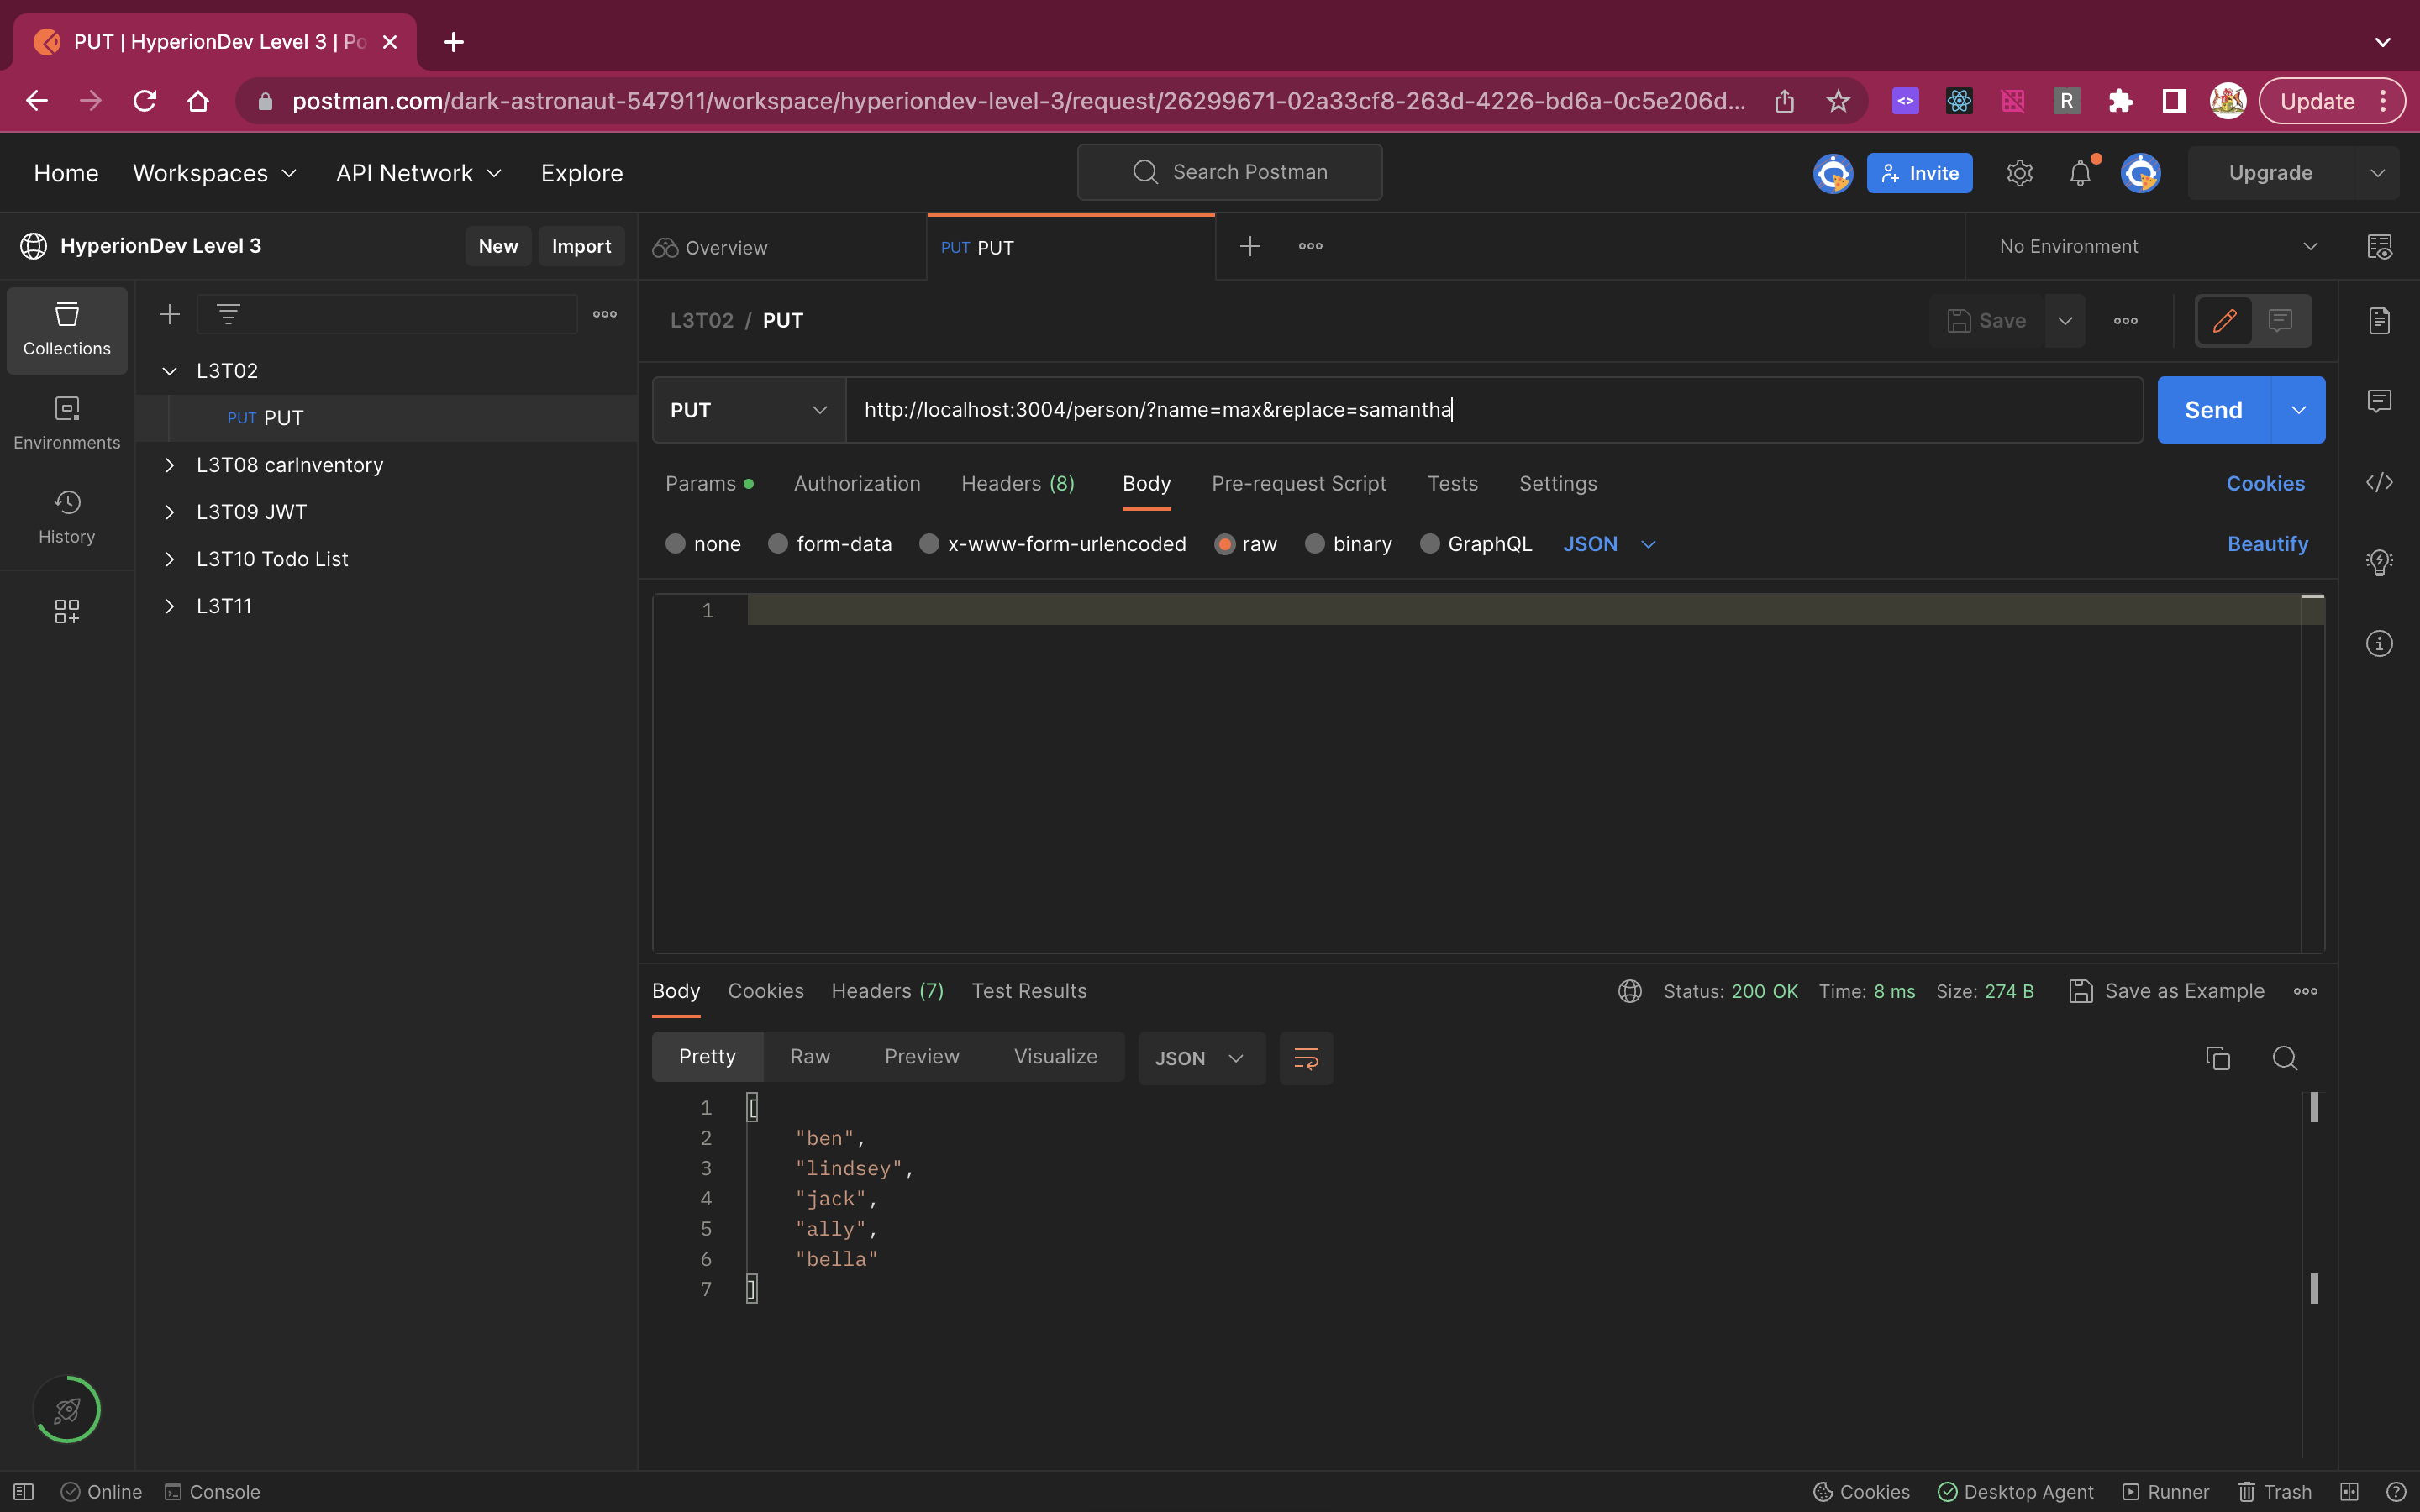 PUT | HyperionDev Level 3 | Po
postman.com/dark-astronaut-547911/workspace/hyperiondev-level-3/request/26299671-02a33cf8-263d-4226-bd6a-0c5e206d...
<>
R
Update
Home
Workspaces
API Network
Explore
Search Postman
Invite
Upgrade
HyperionDev Level 3
New
Import
Overview
PUT PUT
No Environment
Collections
Environments
History
L3T02
PUT PUT
L3T08 carInventory
L3T09 JWT
L3T10 Todo List
L3T11
L3T02 / PUT
Save
PUT
http://localhost:3004/person/?name=max&replace=samantha
Send
Params
Authorization
Headers (8)
Body
Pre-request Script
Tests
Settings
Cookies
none
form-data
x-www-form-urlencoded
raw
binary
GraphQL
JSON
Beautify
1
Body
Cookies
Headers (7)
Test Results
Status: 200 OK
Time: 8 ms
Size: 274 B
Save as Example
Pretty
Raw
Preview
Visualize
JSON
1 [
2 "ben",
3 "lindsey",
4 "jack",
5 "ally",
6 "bella"
7 ]
Online
Console
Cookies
Desktop Agent
Runner
Trash